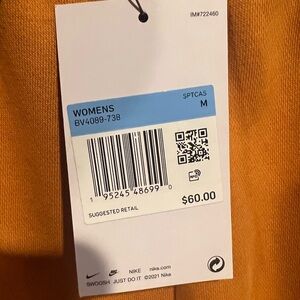 IM#722460
SPTCAS
WOMENS M
BV4089-738
1 95245 48699 0
SUGGESTED RETAIL $60.00
NIKE nike.com
SWOOSH JUST DO IT ©2021 Nike